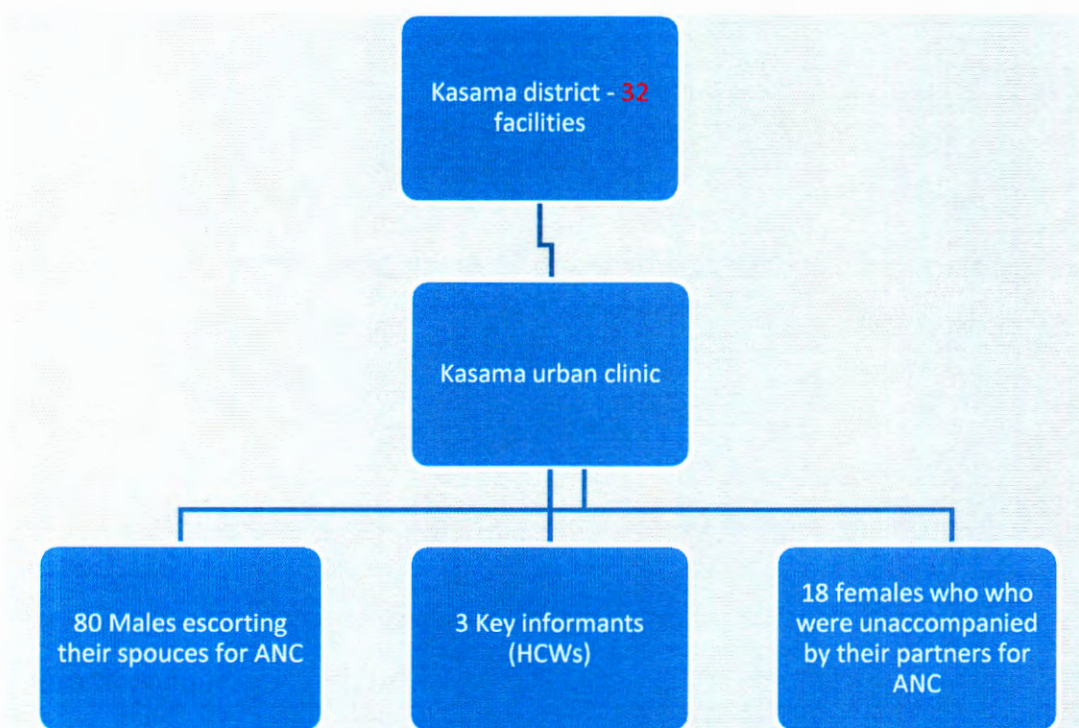 Kasama district - 32
facilities
Kasama urban clinic
80 Males escorting
their spouces for ANC
3 Key informants
(HCWs)
18 females who who
were unaccompanied
by their partners for
ANC